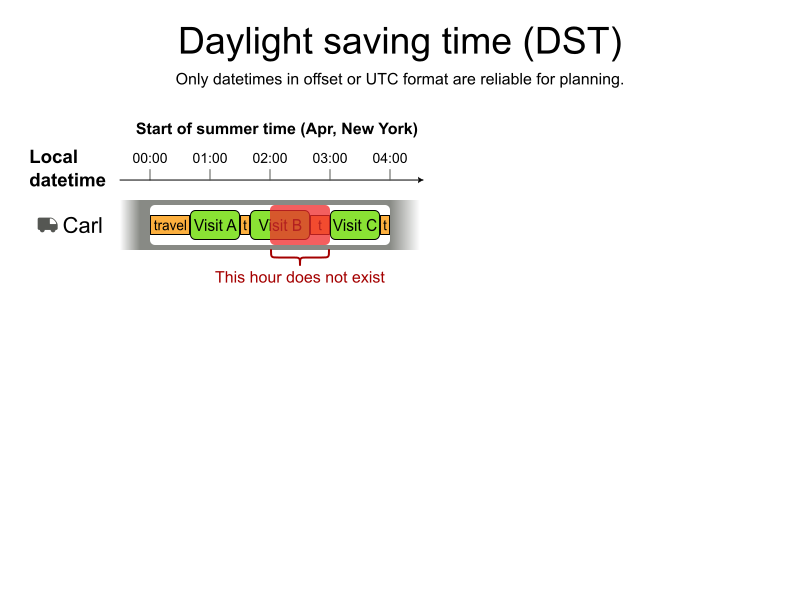 Daylight saving time (DST)
Only datetimes in offset or UTC format are reliable for planning.
Start of summer time (Apr, New York)
Local
datetime
00:00 01:00 02:00 03:00 04:00
Carl
travel Visit A t Visit B t Visit C t
This hour does not exist